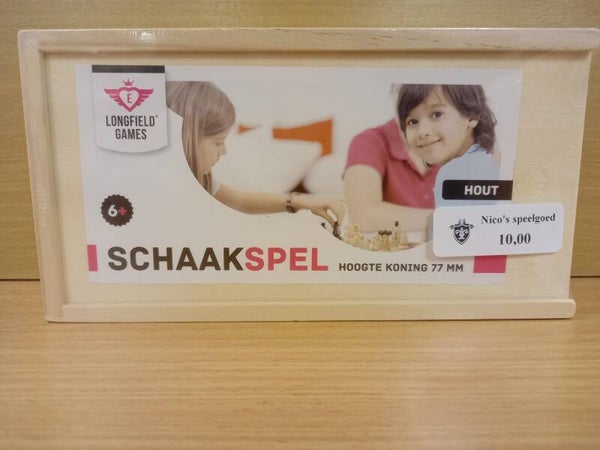 E
LONGFIELD®
GAMES
6+
HOUT
Nico's speelgoed
10,00
SCHAAKSPEL HOOGTE KONING 77 MM